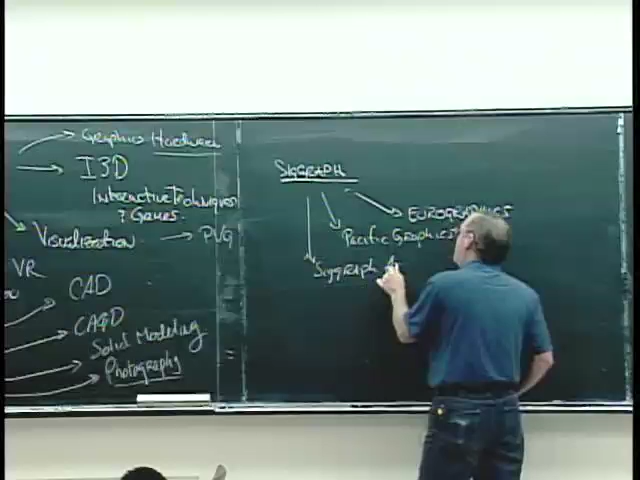 Graphics Hardware
I3D
Interactive Techniques
? Games.
Visualization → PVG
VR
CAD
CAGD
Solid Modeling
Photography
SIGGRAPH
EUROGRAPHICS
Pacific Graphics
Siggraph A